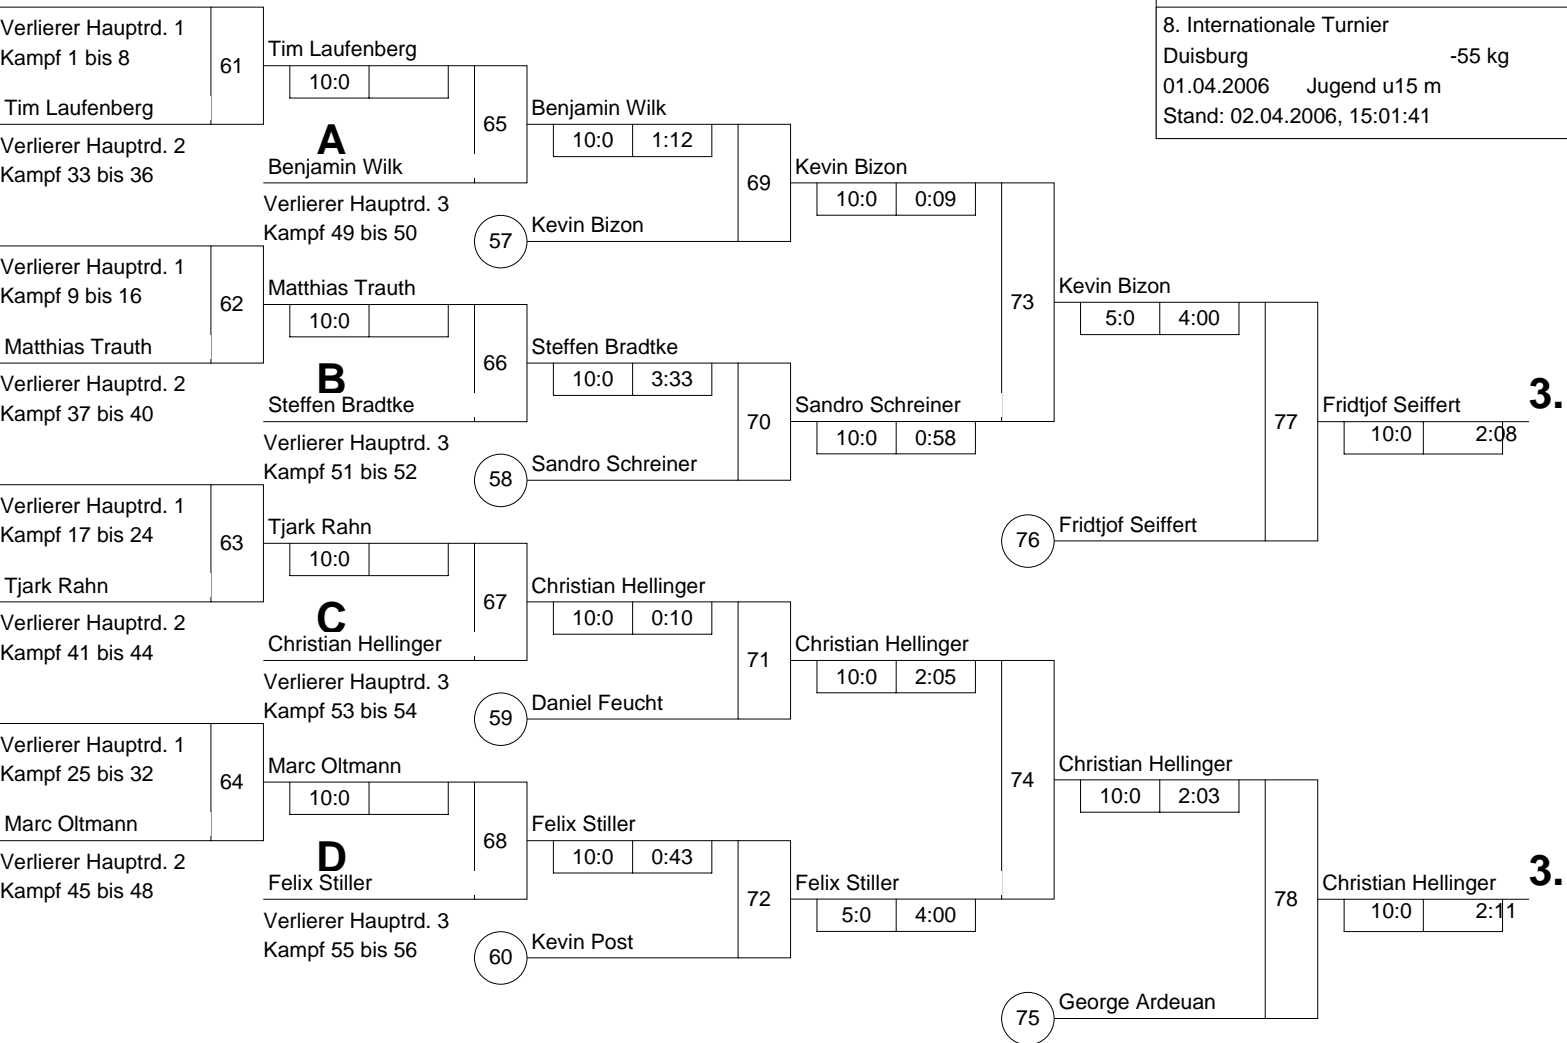 8. Internationale Turnier
Duisburg -55 kg
01.04.2006 Jugend u15 m
Stand: 02.04.2006, 15:01:41
Verlierer Hauptrd. 1
Kampf 1 bis 8
61
Tim Laufenberg
10:0
Tim Laufenberg
Verlierer Hauptrd. 2
Kampf 33 bis 36
A
65
Benjamin Wilk
10:0 1:12
Benjamin Wilk
Verlierer Hauptrd. 3
Kampf 49 bis 50
57
Kevin Bizon
69
Kevin Bizon
10:0 0:09
Verlierer Hauptrd. 1
Kampf 9 bis 16
62
Matthias Trauth
10:0
Matthias Trauth
Verlierer Hauptrd. 2
Kampf 37 bis 40
B
66
Steffen Bradtke
10:0 3:33
Steffen Bradtke
Verlierer Hauptrd. 3
Kampf 51 bis 52
58
Sandro Schreiner
70
Sandro Schreiner
10:0 0:58
73
Kevin Bizon
5:0 4:00
77
Fridtjof Seiffert
3.
10:0 2:08
76
Fridtjof Seiffert
Verlierer Hauptrd. 1
Kampf 17 bis 24
63
Tjark Rahn
10:0
Tjark Rahn
Verlierer Hauptrd. 2
Kampf 41 bis 44
C
67
Christian Hellinger
10:0 0:10
Christian Hellinger
Verlierer Hauptrd. 3
Kampf 53 bis 54
59
Daniel Feucht
71
Christian Hellinger
10:0 2:05
Verlierer Hauptrd. 1
Kampf 25 bis 32
64
Marc Oltmann
10:0
Marc Oltmann
Verlierer Hauptrd. 2
Kampf 45 bis 48
D
68
Felix Stiller
10:0 0:43
Felix Stiller
Verlierer Hauptrd. 3
Kampf 55 bis 56
60
Kevin Post
72
Felix Stiller
5:0 4:00
74
Christian Hellinger
10:0 2:03
78
Christian Hellinger
3.
10:0 2:11
75
George Ardeuan